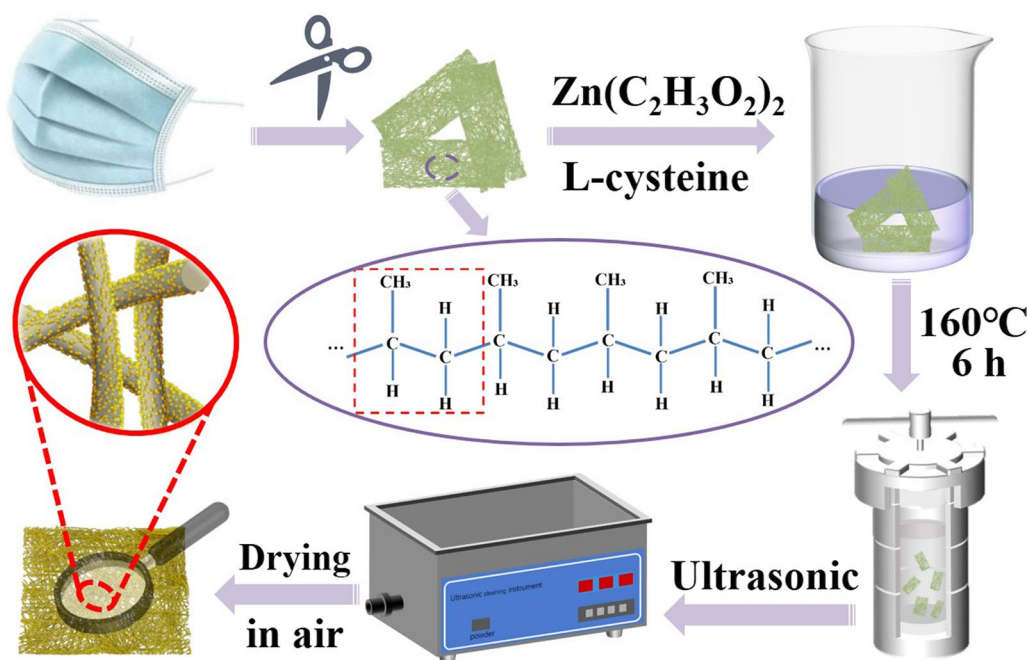 Zn(C₂H₃O₂)₂
L-cysteine
CH₃ CH₃ CH₃ CH₃
H H H H
... C C C C C C C C ...
H H H H H H H H
160°C
6 h
Ultrasonic
Ultrasonic cleaning instrument
powder
Drying
in air